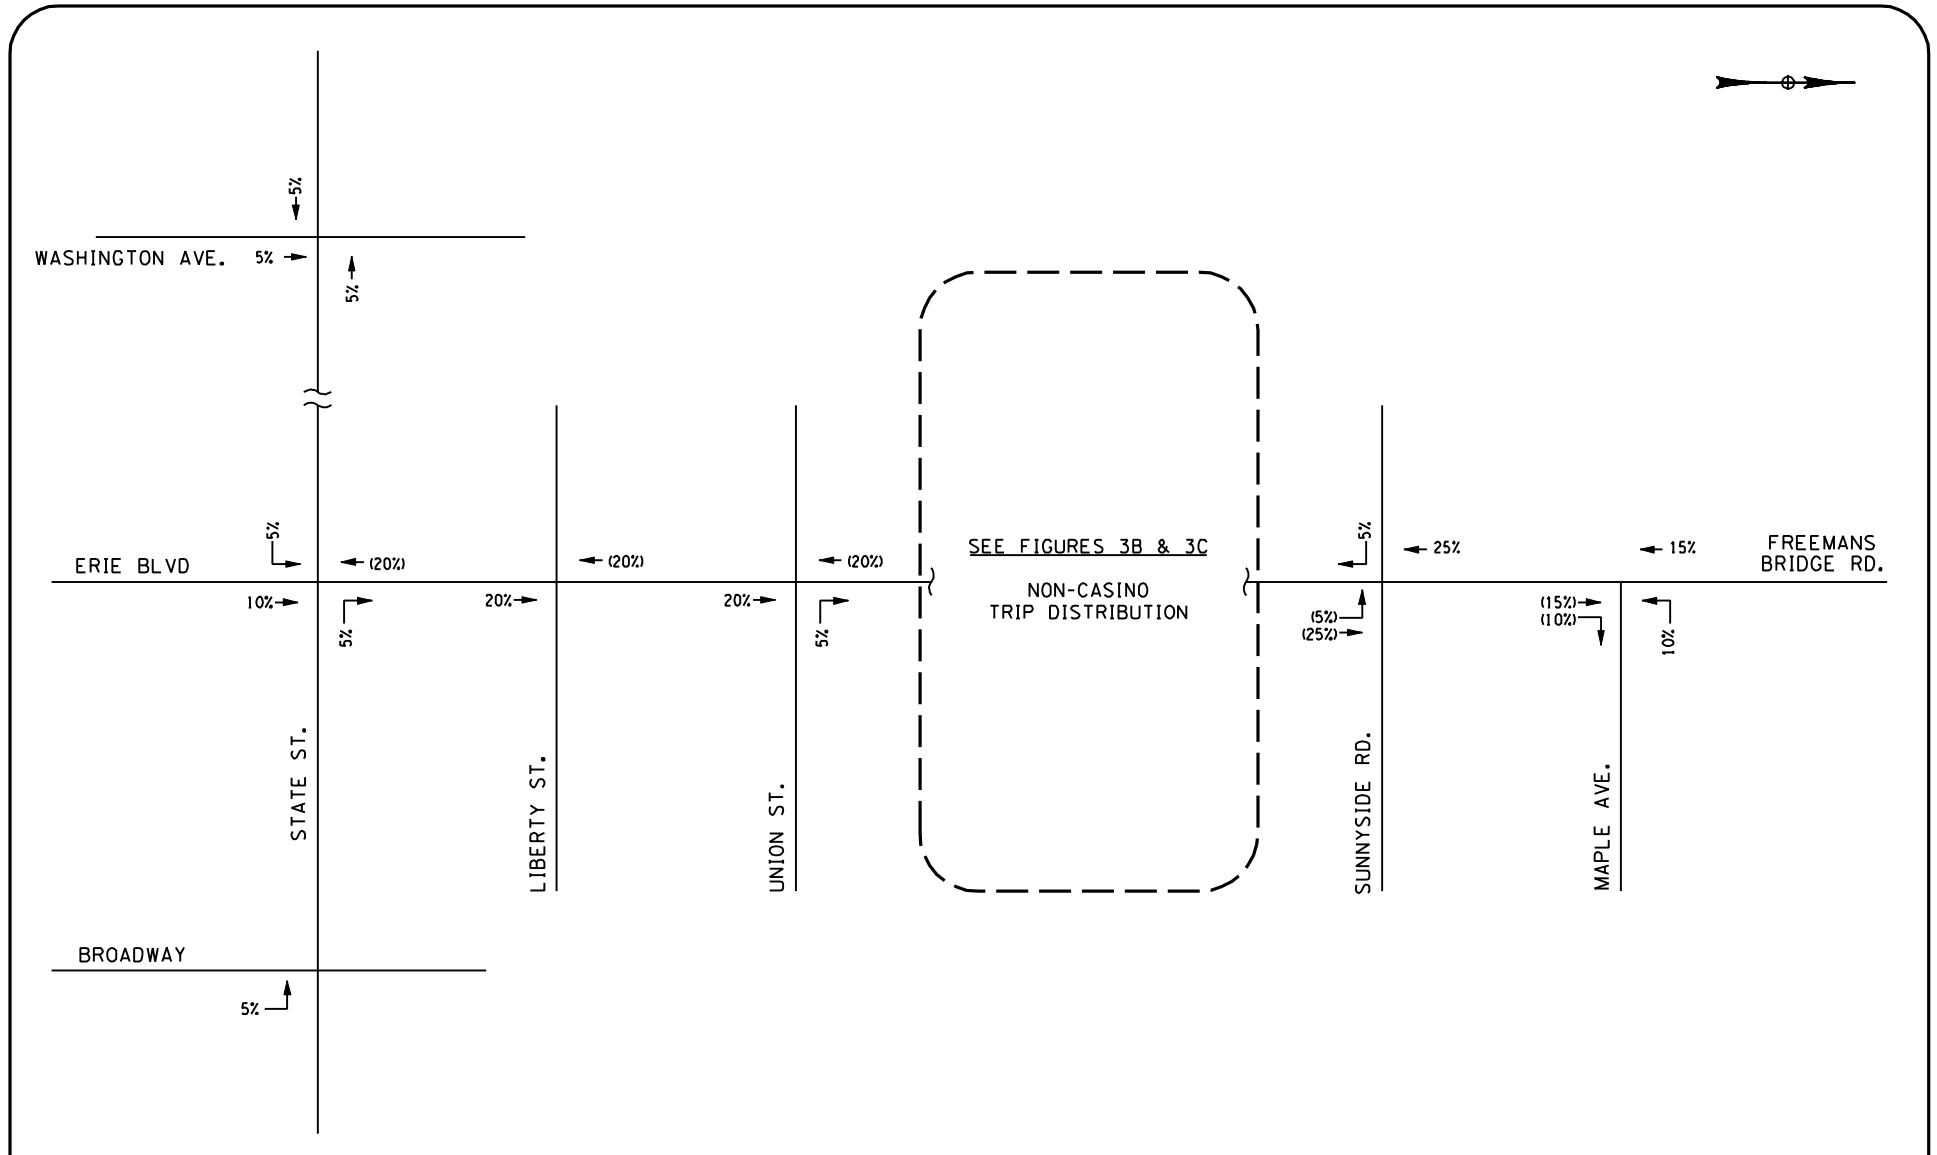 5%
WASHINGTON AVE.
5%
5%
5%
ERIE BLVD
(20%)
(20%)
(20%)
10%
5%
20%
20%
5%
SEE FIGURES 3B & 3C
NON-CASINO
TRIP DISTRIBUTION
5%
25%
15%
FREEMANS
BRIDGE RD.
(5%)
(25%)
(15%)
(10%)
10%
STATE ST.
LIBERTY ST.
UNION ST.
SUNNYSIDE RD.
MAPLE AVE.
BROADWAY
5%